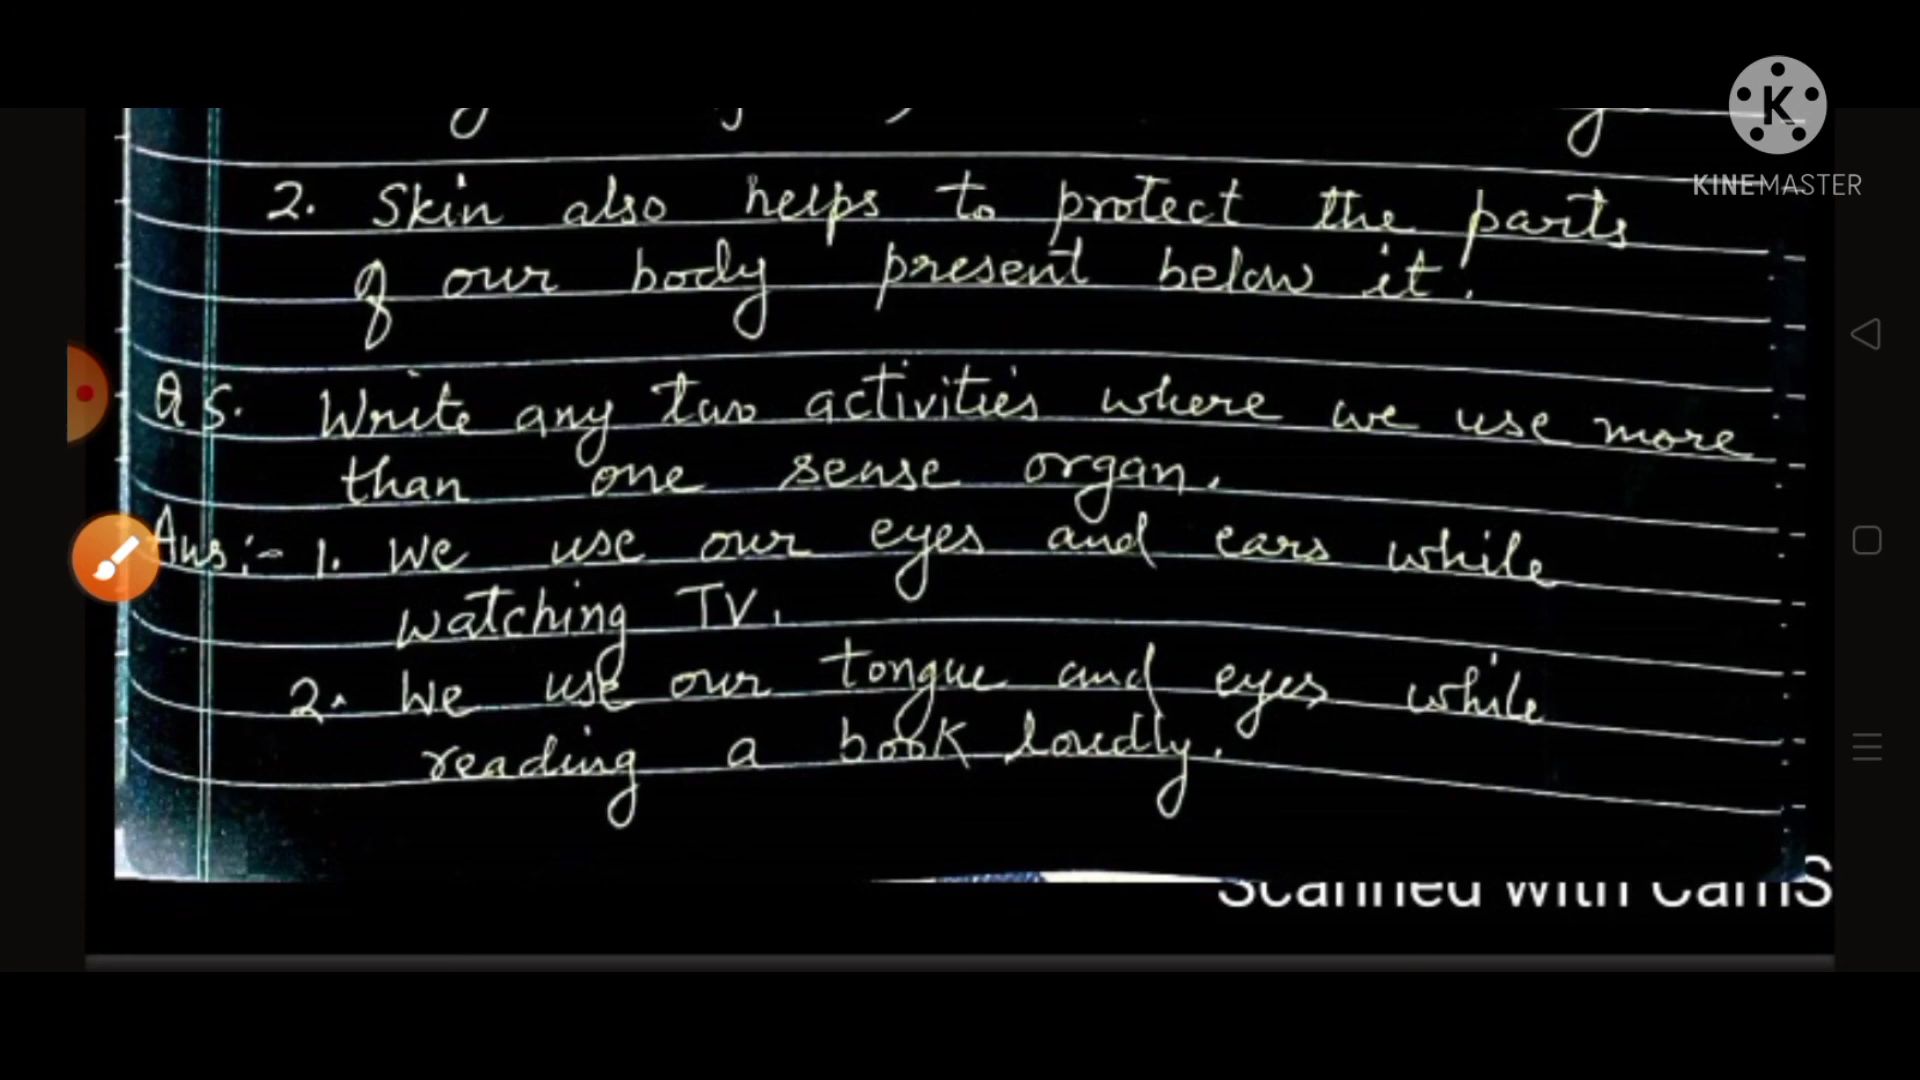 KINEMASTER
2. Skin also helps to protect the parts
of our body present below it.
Q5. Write any two activities where we use more
than one sense organ.
Ans:- 1. We use our eyes and ears while
watching TV.
2. We use our tongue and eyes while
reading a book loudly.
Scanned with CamS